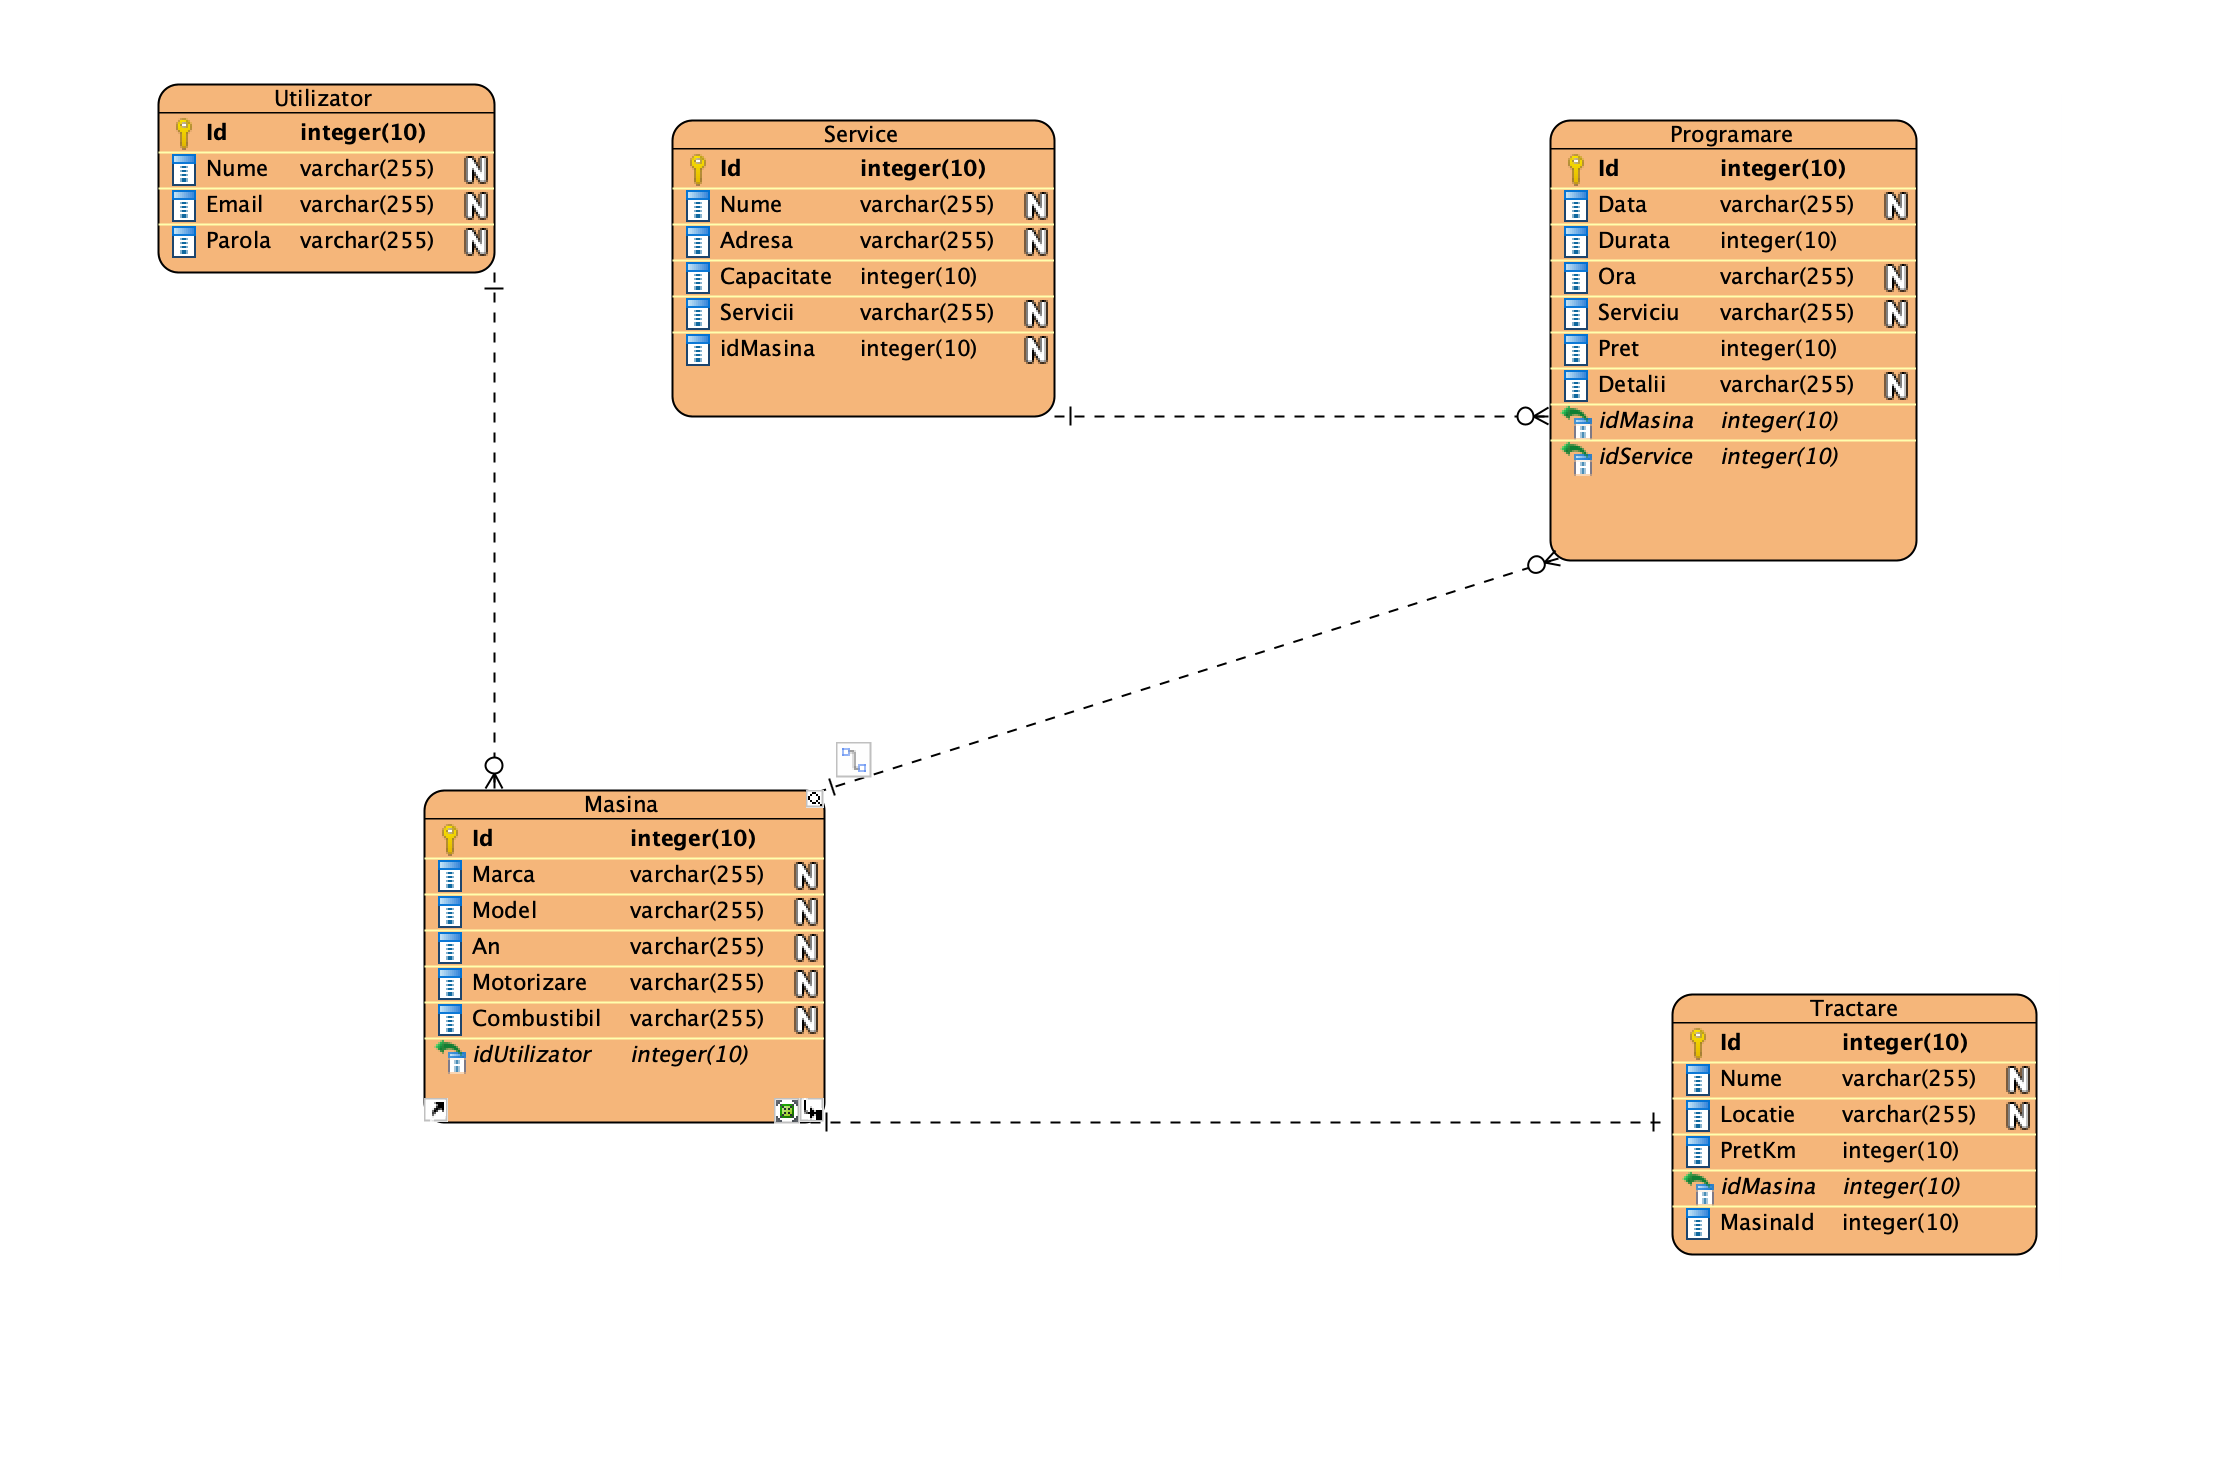 Utilizator
Id integer(10)
Nume varchar(255) N
Email varchar(255) N
Parola varchar(255) N
Service
Id integer(10)
Nume varchar(255) N
Adresa varchar(255) N
Capacitate integer(10)
Servicii varchar(255) N
idMasina integer(10) N
Programare
Id integer(10)
Data varchar(255) N
Durata integer(10)
Ora varchar(255) N
Serviciu varchar(255) N
Pret integer(10)
Detalii varchar(255) N
idMasina integer(10)
idService integer(10)
Masina
Id integer(10)
Marca varchar(255) N
Model varchar(255) N
An varchar(255) N
Motorizare varchar(255) N
Combustibil varchar(255) N
idUtilizator integer(10)
Tractare
Id integer(10)
Nume varchar(255) N
Locatie varchar(255) N
PretKm integer(10)
idMasina integer(10)
MasinaId integer(10)